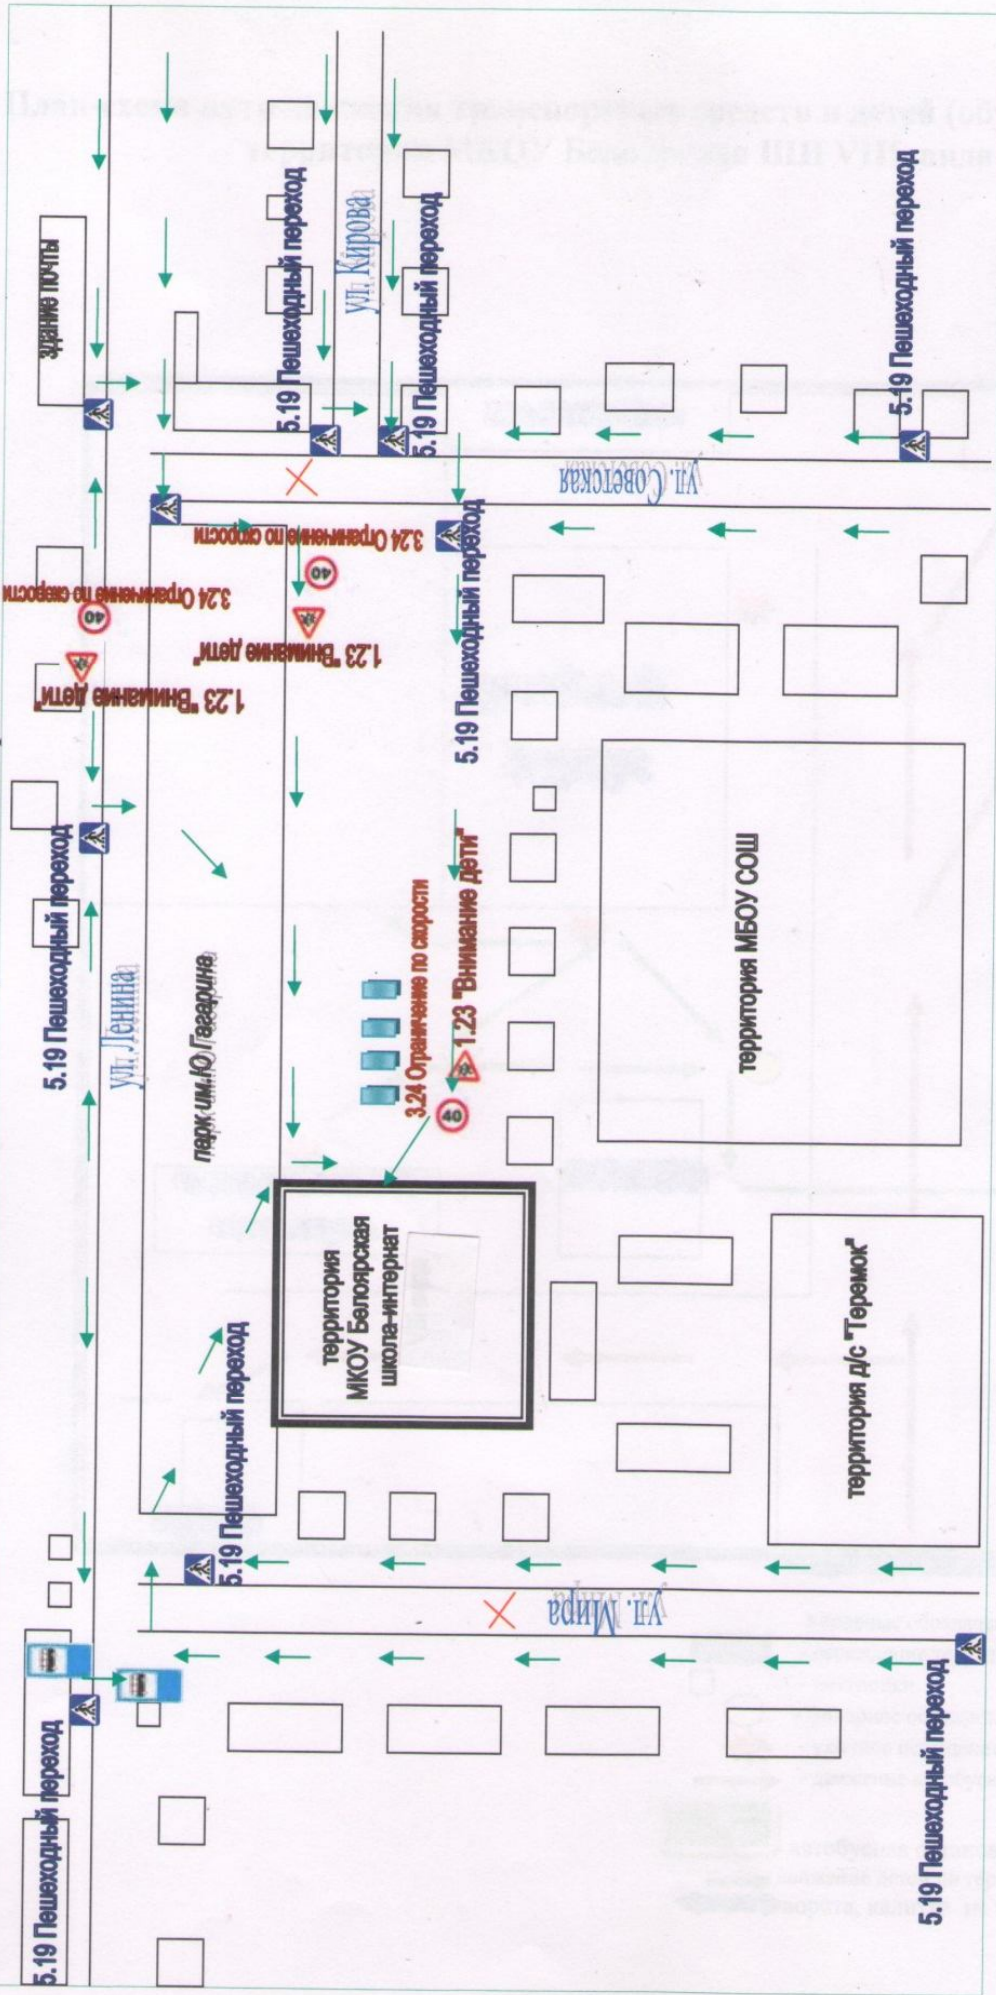 здание почты
5.19 Пешеходный переход
ул. Кирова
5.19 Пешеходный переход
5.19 Пешеходный переход
ул. Советская
3.24 Ограничение по скорости
40
1.23 "Внимание дети"
3.24 Ограничение по скорости
40
1.23 "Внимание дети"
5.19 Пешеходный переход
5.19 Пешеходный переход
ул. Ленина
парк им.Ю.Гагарина
3.24 Ограничение по скорости
1.23 "Внимание дети"
40
территория МБОУ СОШ
территория
МКОУ Белоярская
школа-интернат
территория д/с "Теремок"
5.19 Пешеходный переход
ул. Мира
5.19 Пешеходный переход
5.19 Пешеходный переход